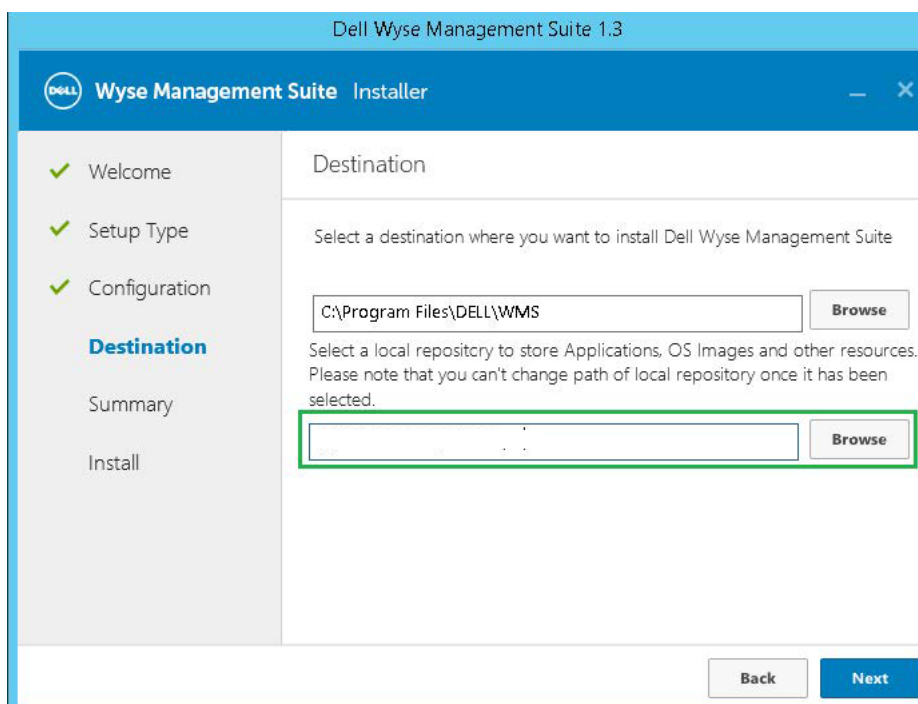 Dell Wyse Management Suite 1.3
DELL
Wyse Management Suite Installer
Welcome
Setup Type
Configuration
Destination
Summary
Install
Destination
Select a destination where you want to install Dell Wyse Management Suite
C:\Program Files\DELL\WMS
Browse
Select a local repository to store Applications, OS Images and other resources.
Please note that you can't change path of local repository once it has been
selected.
Browse
Back
Next